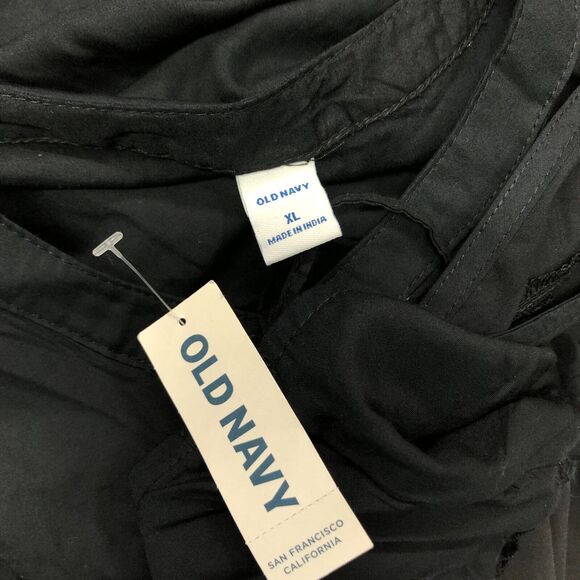 OLD NAVY
XL
MADE IN INDIA
OLD NAVY
SAN FRANCISCO
CALIFORNIA